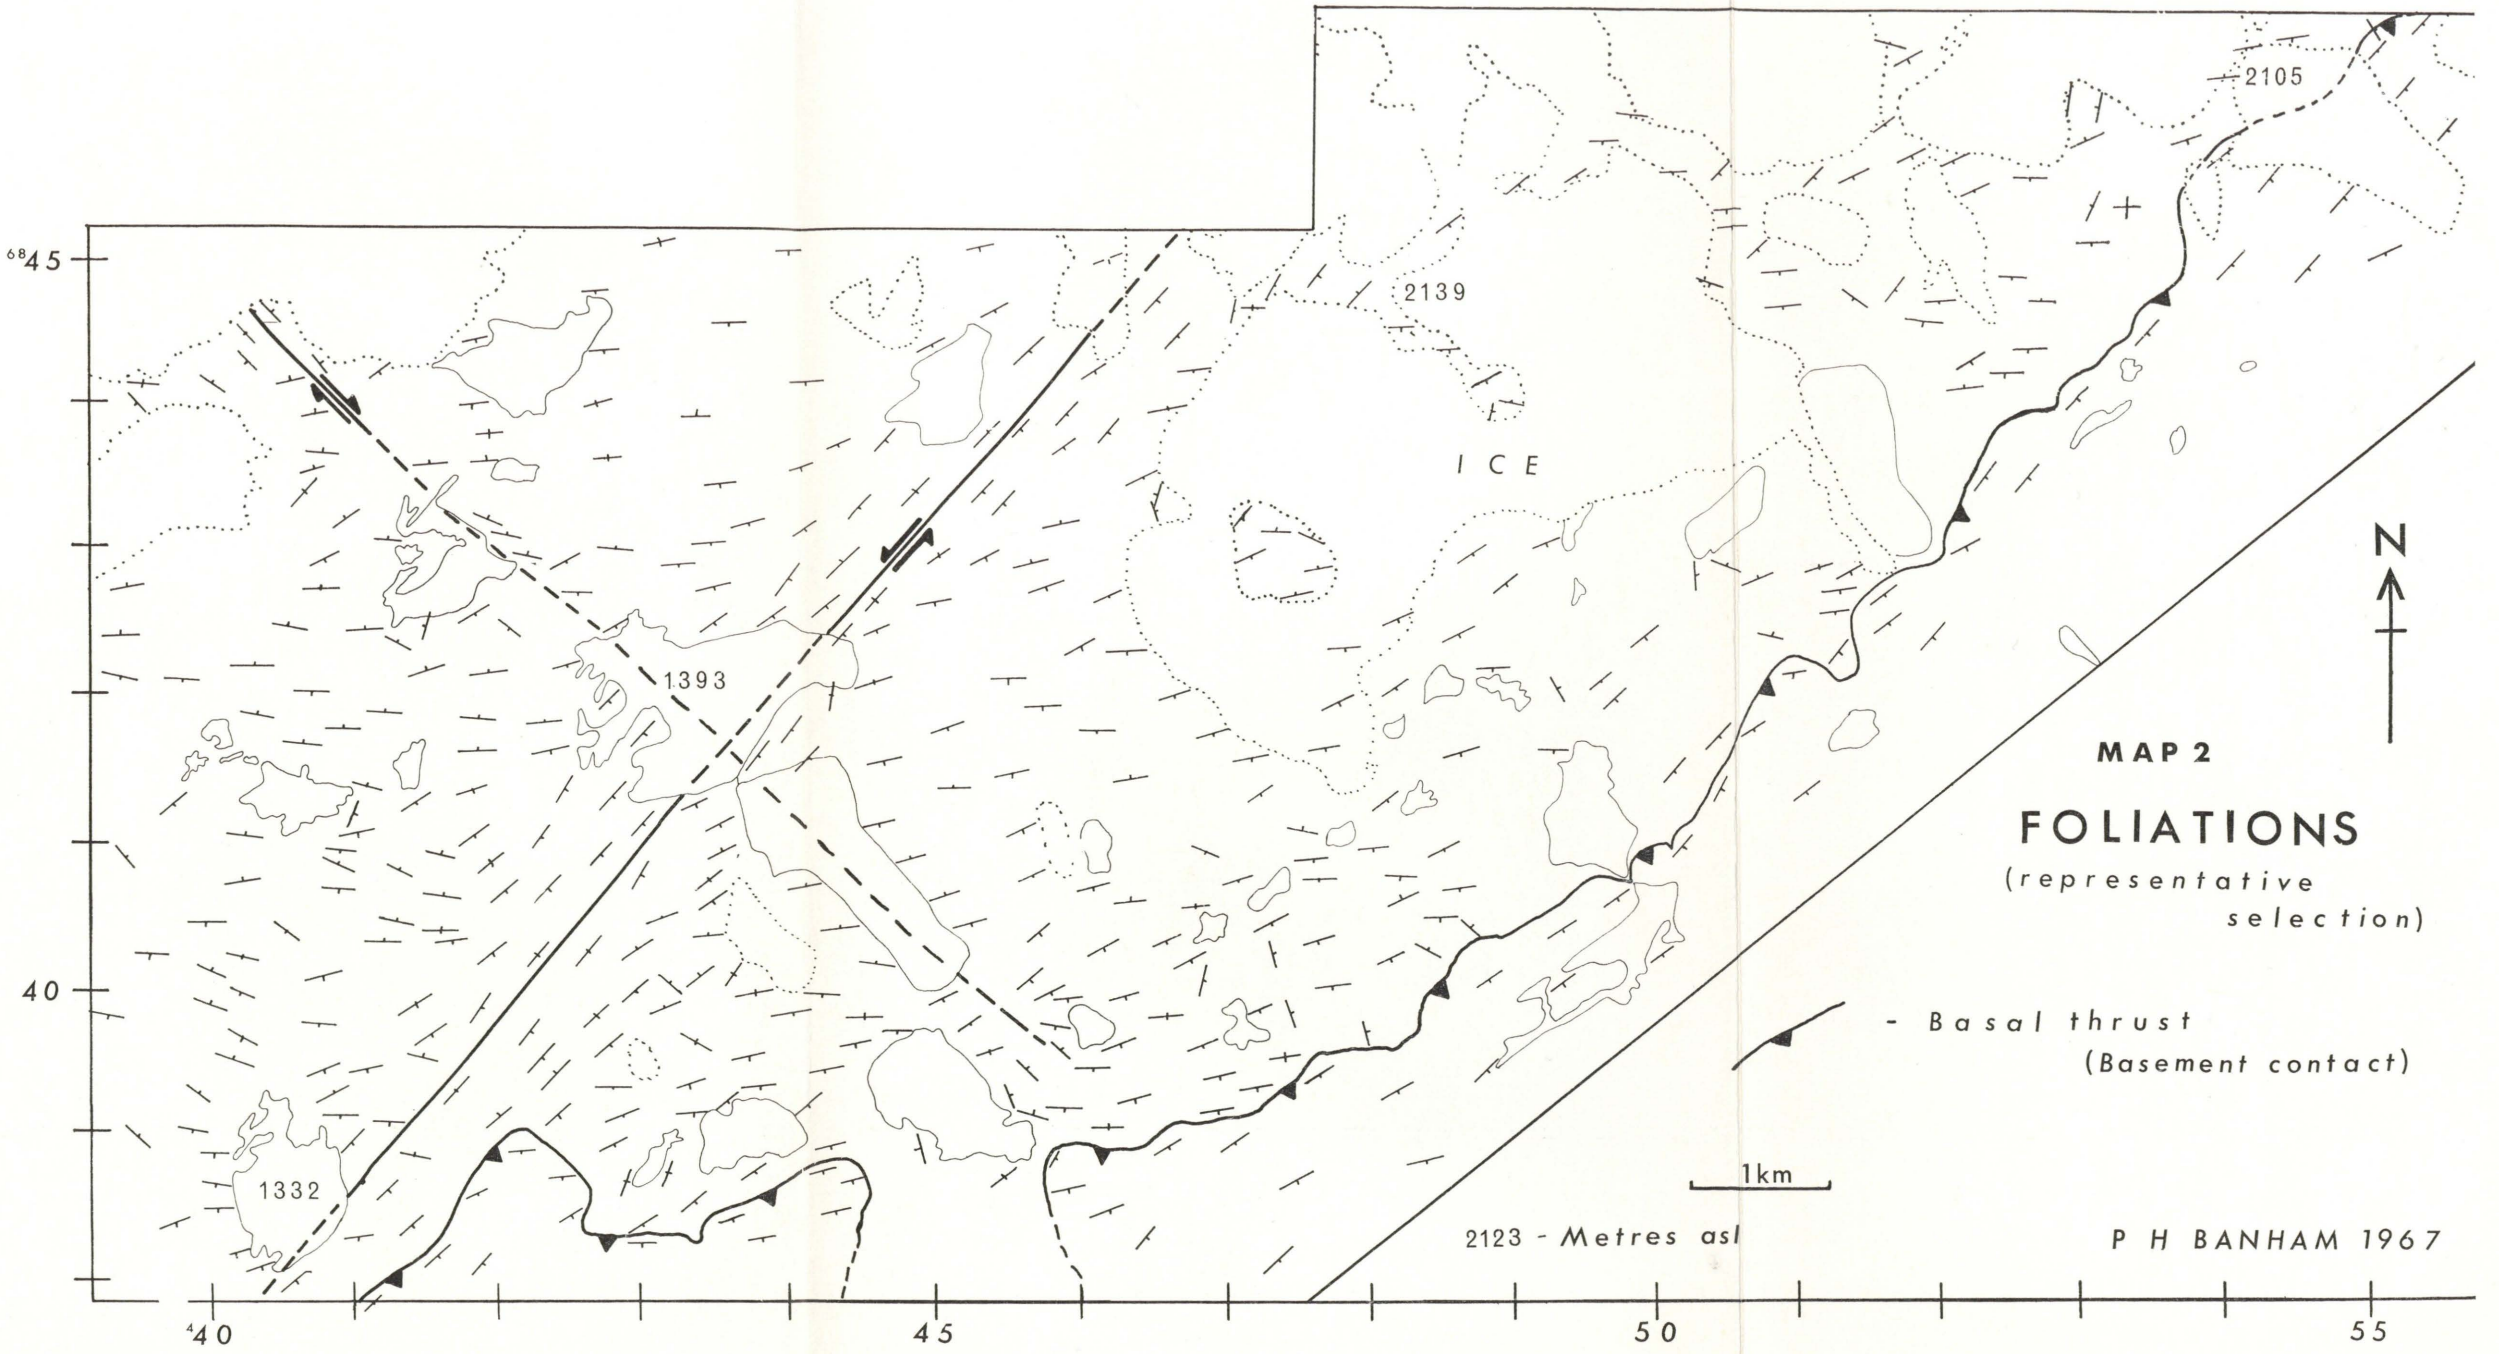 2105
⁶⁸45
2139
ICE
N
1393
MAP 2
FOLIATIONS
(representative
selection)
40
- Basal thrust
(Basement contact)
1km
1332
2123 - Metres asl
P H BANHAM 1967
⁴40
45
50
55